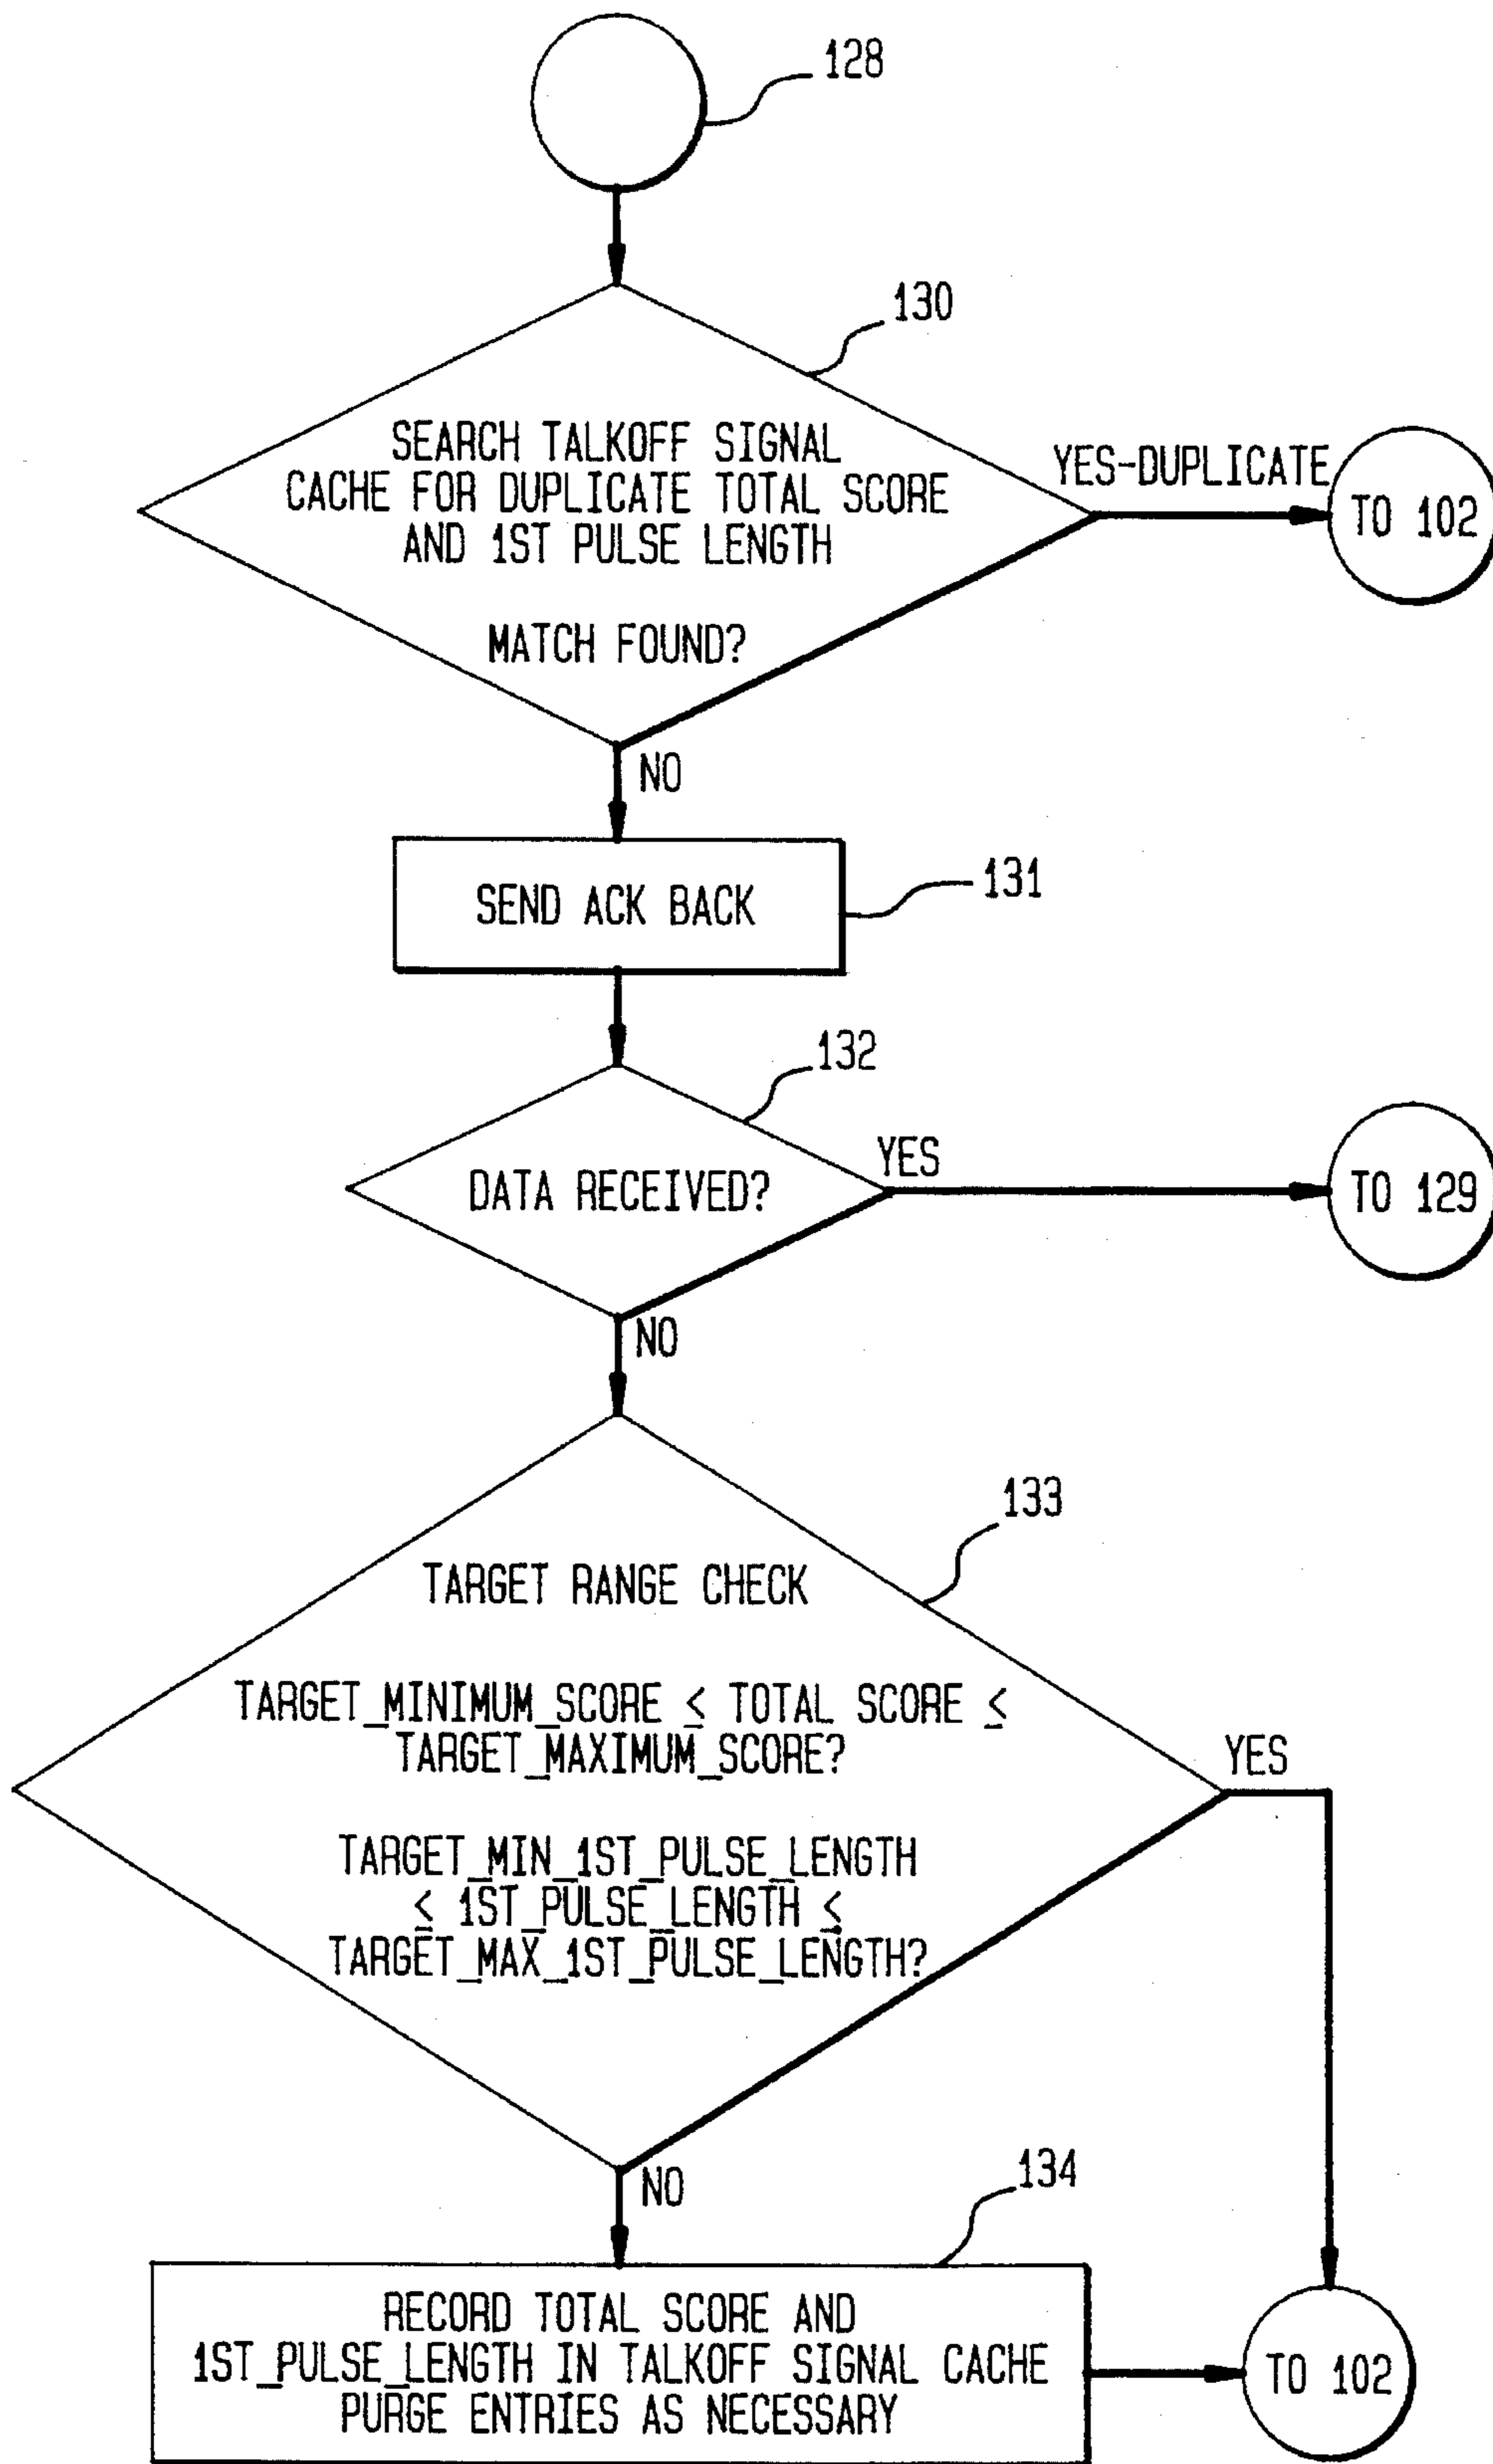 128
130
SEARCH TALKOFF SIGNAL
CACHE FOR DUPLICATE TOTAL SCORE
AND 1ST PULSE LENGTH
MATCH FOUND?
YES-DUPLICATE
TO 102
NO
SEND ACK BACK
131
132
DATA RECEIVED?
YES
TO 129
NO
133
TARGET RANGE CHECK
TARGET_MINIMUM_SCORE ≤ TOTAL SCORE ≤
TARGET_MAXIMUM_SCORE?
YES
TARGET_MIN_1ST_PULSE_LENGTH
≤ 1ST_PULSE_LENGTH ≤
TARGET_MAX_1ST_PULSE_LENGTH?
NO
134
RECORD TOTAL SCORE AND
1ST_PULSE_LENGTH IN TALKOFF SIGNAL CACHE
PURGE ENTRIES AS NECESSARY
TO 102